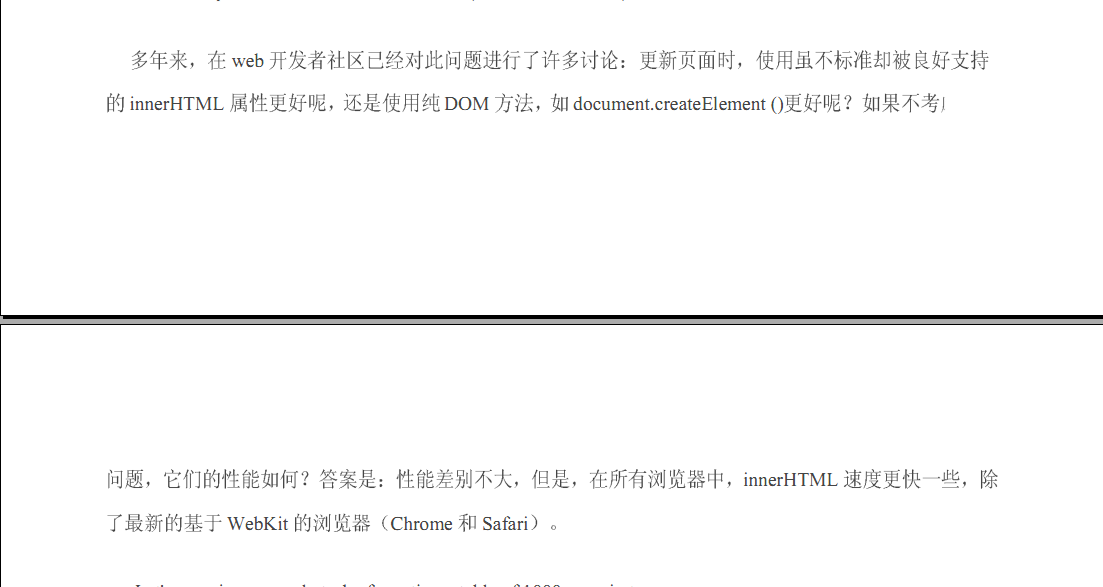 多年来，在 web 开发者社区已经对此问题进行了许多讨论：更新页面时，使用虽不标准却被良好支持
的 innerHTML 属性更好呢，还是使用纯 DOM 方法，如 document.createElement ()更好呢？如果不考
问题，它们的性能如何？答案是：性能差别不大，但是，在所有浏览器中，innerHTML 速度更快一些，除
了最新的基于 WebKit 的浏览器（Chrome 和 Safari）。